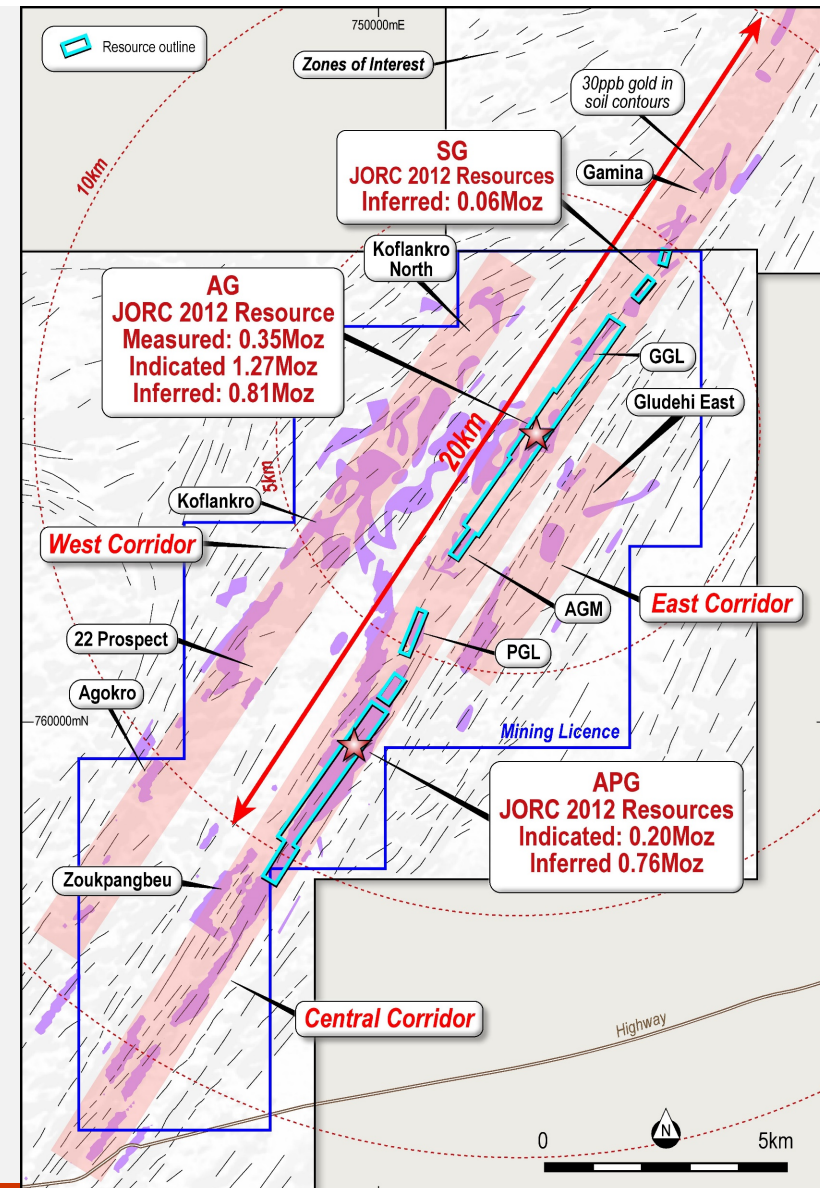 750000mE
Resource outline
Zones of Interest
30ppb gold in
soil contours
10km
SG
JORC 2012 Resources
Inferred: 0.06Moz
Gamina
Koflankro
North
AG
JORC 2012 Resource
Measured: 0.35Moz
Indicated 1.27Moz
Inferred: 0.81Moz
GGL
Gludehi East
20km
5km
Koflankro
West Corridor
AGM
East Corridor
22 Prospect
PGL
Agokro
760000mN
Mining Licence
APG
JORC 2012 Resources
Indicated: 0.20Moz
Inferred 0.76Moz
Zoukpangbeu
Central Corridor
Highway
N
0
5km